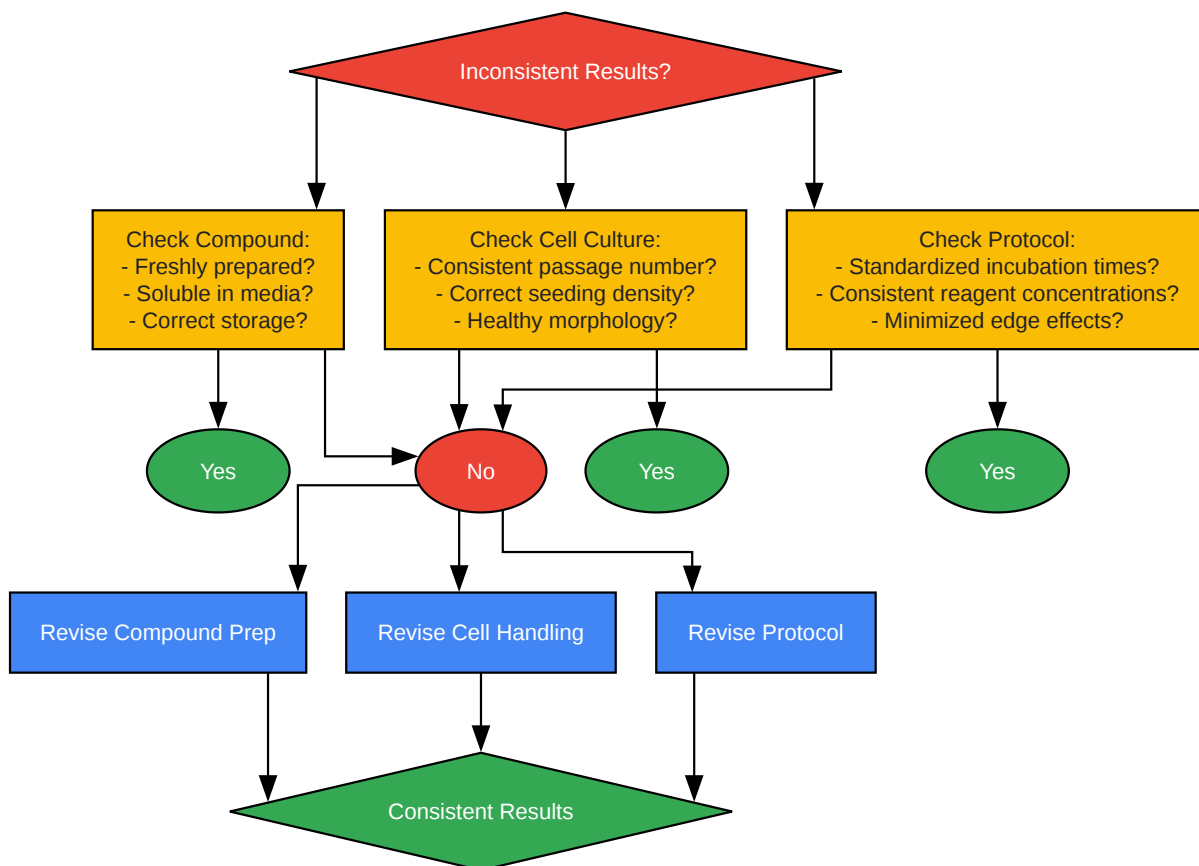 Inconsistent Results?
Check Compound:
- Freshly prepared?
- Soluble in media?
- Correct storage?
Check Cell Culture:
- Consistent passage number?
- Correct seeding density?
- Healthy morphology?
Check Protocol:
- Standardized incubation times?
- Consistent reagent concentrations?
- Minimized edge effects?
Yes
No
Yes
Yes
Revise Compound Prep
Revise Cell Handling
Revise Protocol
Consistent Results